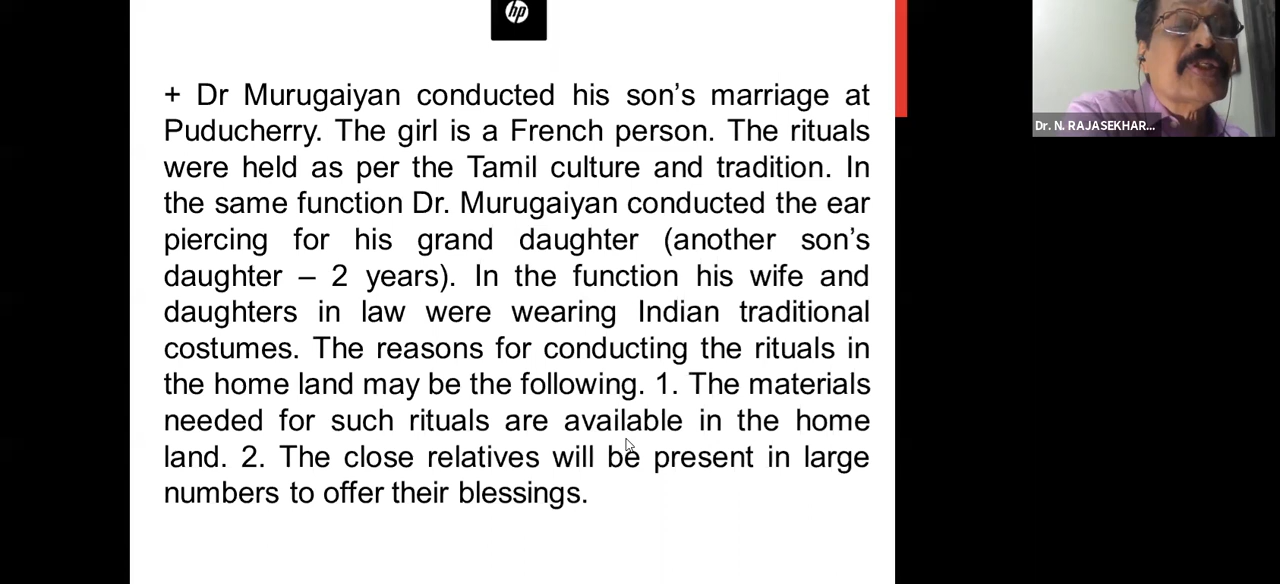 hp
+ Dr Murugaiyan conducted his son’s marriage at
Puducherry. The girl is a French person. The rituals
were held as per the Tamil culture and tradition. In
the same function Dr. Murugaiyan conducted the ear
piercing for his grand daughter (another son’s
daughter – 2 years). In the function his wife and
daughters in law were wearing Indian traditional
costumes. The reasons for conducting the rituals in
the home land may be the following. 1. The materials
needed for such rituals are available in the home
land. 2. The close relatives will be present in large
numbers to offer their blessings.
Dr. N. RAJASEKHAR...